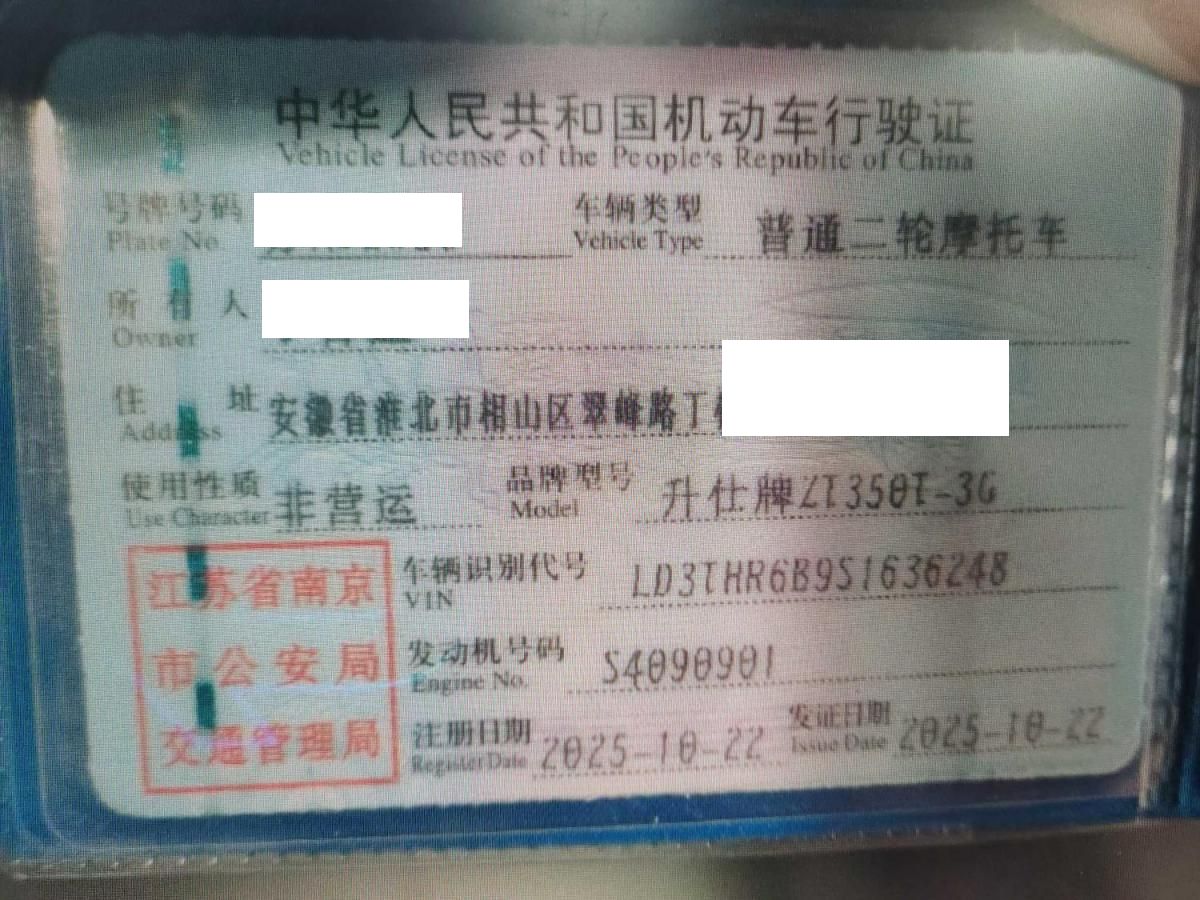 中华人民共和国机动车行驶证
Vehicle License of the People's Republic of China
号牌号码 车辆类型 普通二轮摩托车
Plate No. Vehicle Type
所有人
Owner
住址 安徽省淮北市相山区翠峰路丁
Address
使用性质 非营运 品牌型号 升仕牌ZT350T-3G
Use Character Model
江苏省南京
市公安局
交通管理局
车辆识别代号 LD3THR6B9S1636248
VIN
发动机号码 S4090901
Engine No.
注册日期 2025-10-22 发证日期 2025-10-22
Register Date Issue Date